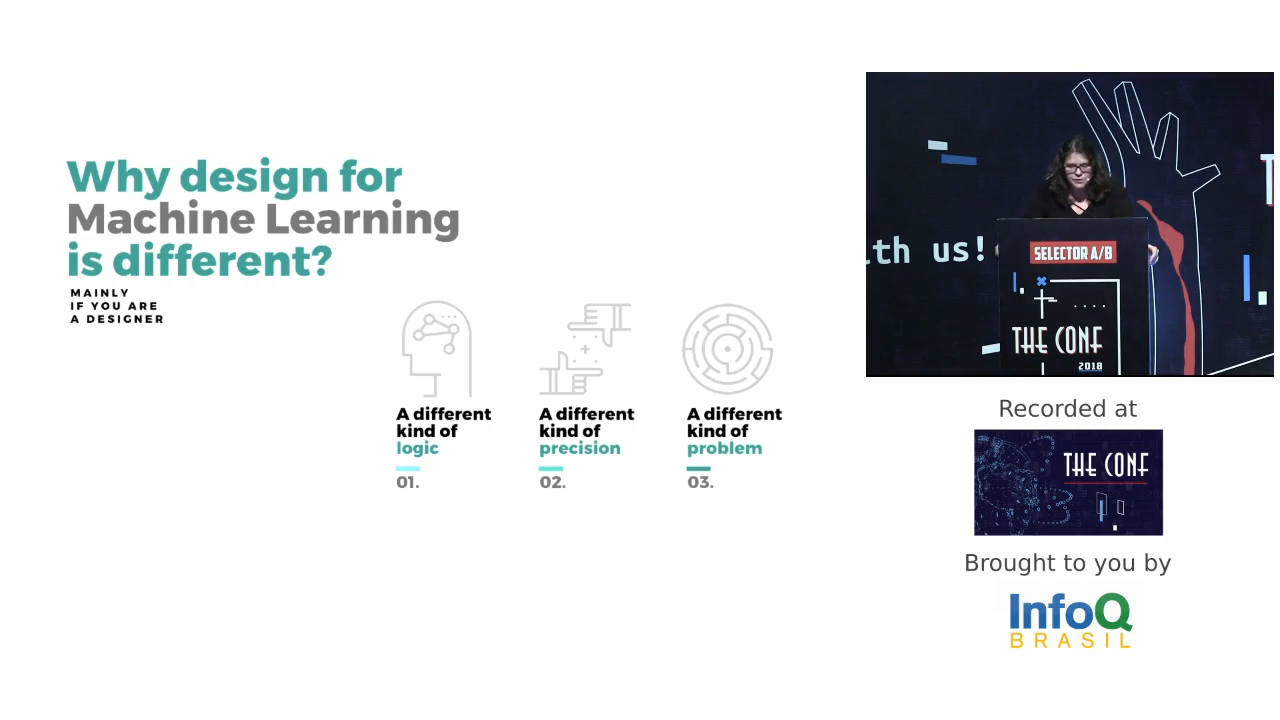 Why design for
Machine Learning
is different?
MAINLY
IF YOU ARE
A DESIGNER
A different
kind of
logic
01.
A different
kind of
precision
02.
A different
kind of
problem
03.
ith us!
SELECTOR A/B
THE CONF
2018
Recorded at
THE CONF
Brought to you by
InfoQ
BRASIL